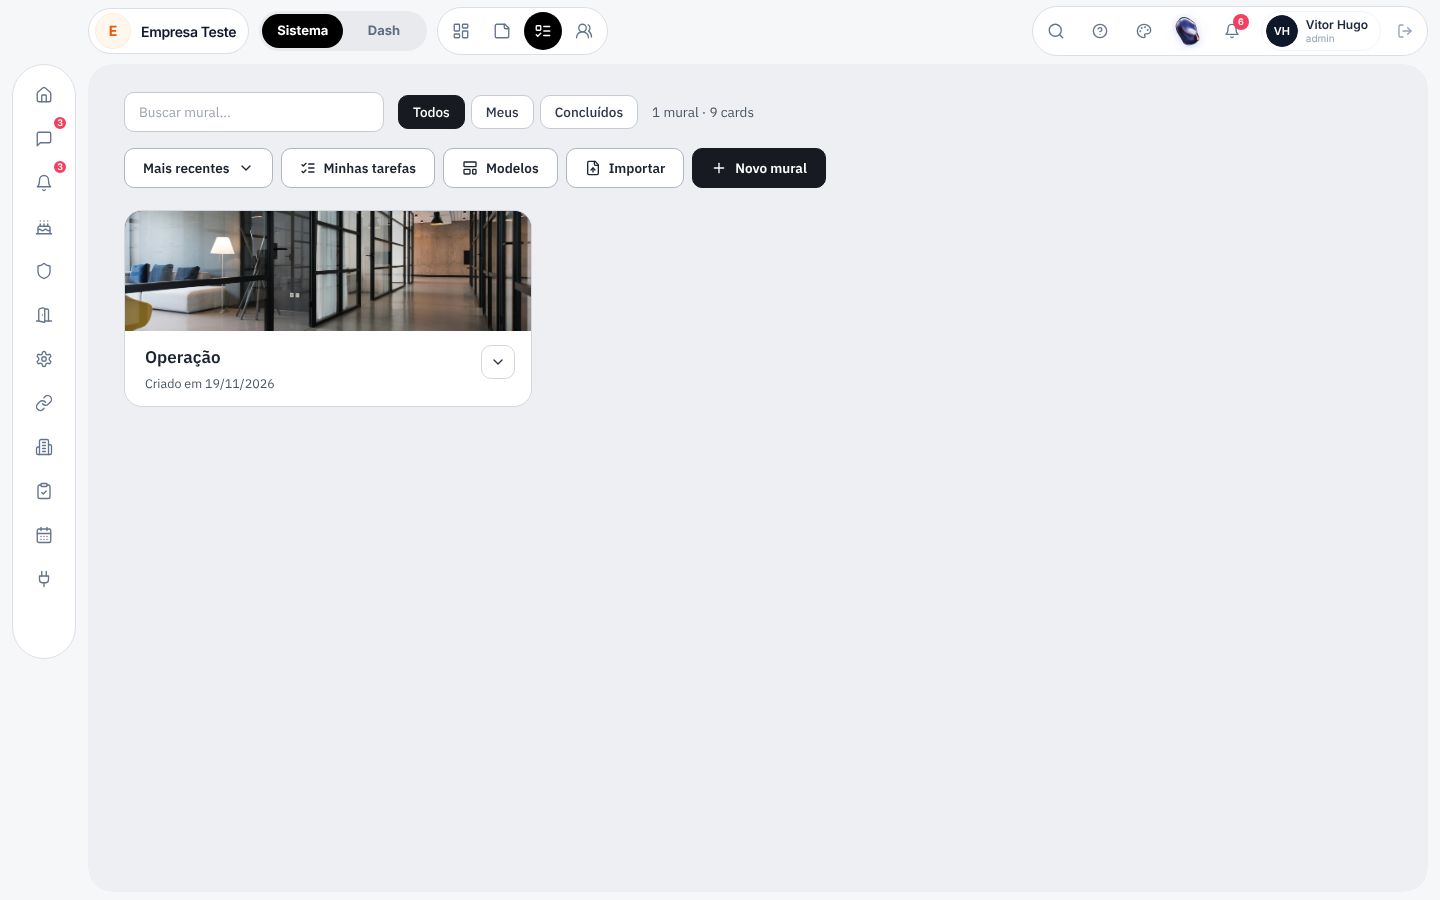 E Empresa Teste Sistema Dash 6 VH Vitor Hugo
admin
Buscar mural... Todos Meus Concluídos 1 mural · 9 cards
3
3
Mais recentes Minhas tarefas Modelos Importar Novo mural
Operação
Criado em 19/11/2026